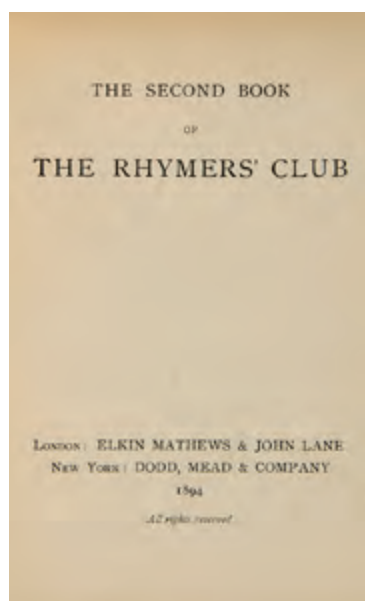 THE SECOND BOOK
OF
THE RHYMERS' CLUB
LONDON: ELKIN MATHEWS & JOHN LANE
NEW YORK: DODD, MEAD & COMPANY
1894
All rights reserved